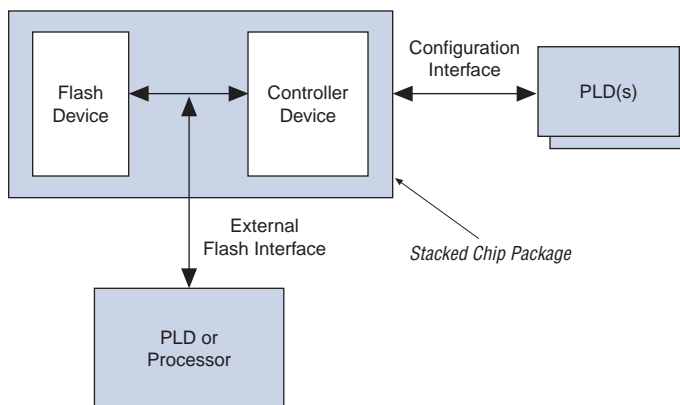 Flash
Device
Controller
Device
Configuration
Interface
PLD(s)
External
Flash Interface
Stacked Chip Package
PLD or
Processor